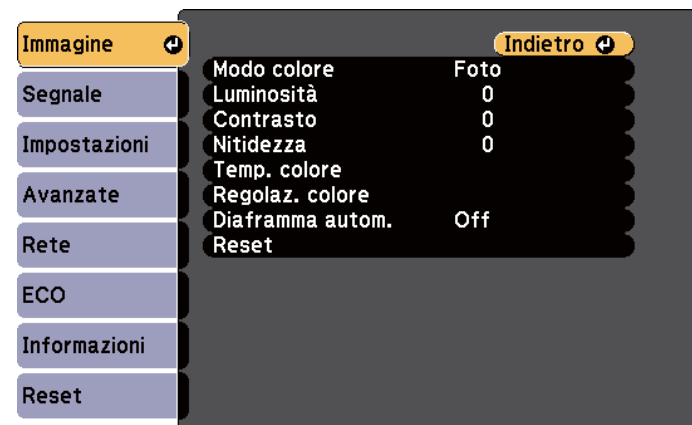 Immagine
Segnale
Impostazioni
Avanzate
Rete
ECO
Informazioni
Reset
Indietro
Modo colore Foto
Luminosità 0
Contrasto 0
Nitidezza 0
Temp. colore
Regolaz. colore
Diaframma autom. Off
Reset